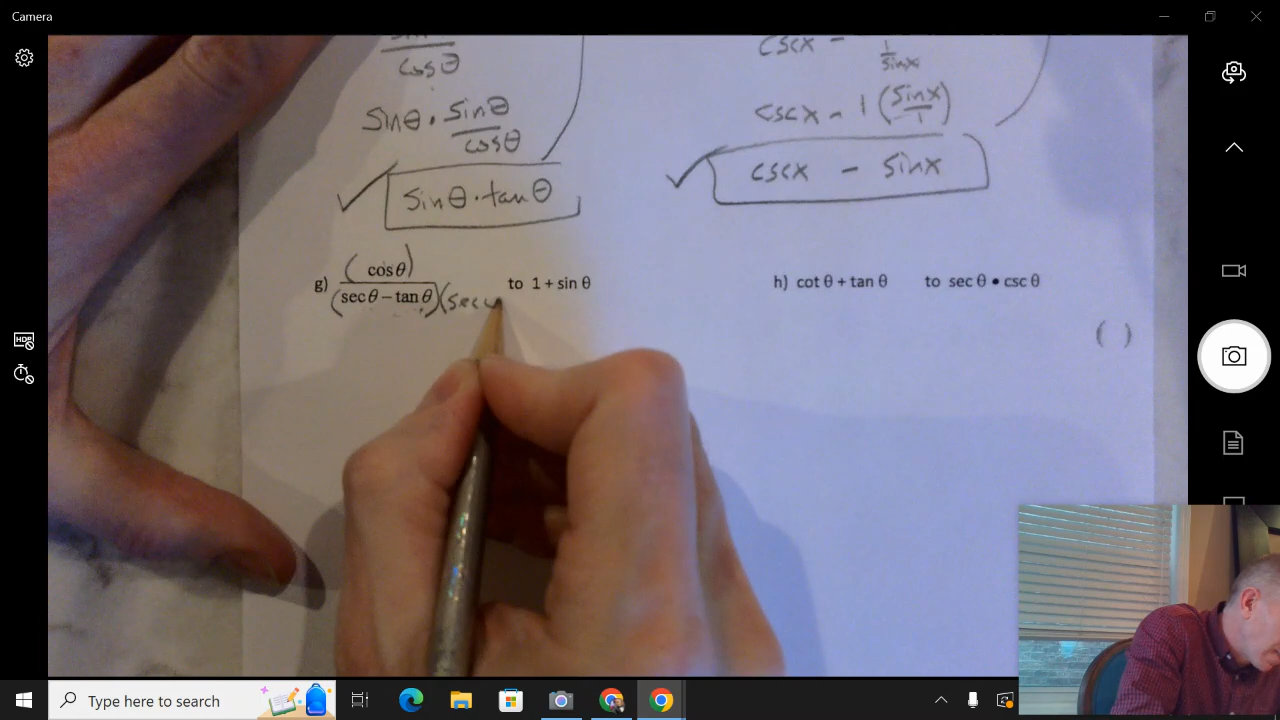 Camera
cosθ
sinθ · sinθ
cosθ
sinθ · tanθ
cscx -
1
sinx
cscx - 1 (sinx
1)
cscx - sinx
g) (cosθ)
(secθ – tanθ)(sec
to 1 + sin θ
h) cot θ + tan θ to sec θ • csc θ
( )
Type here to search